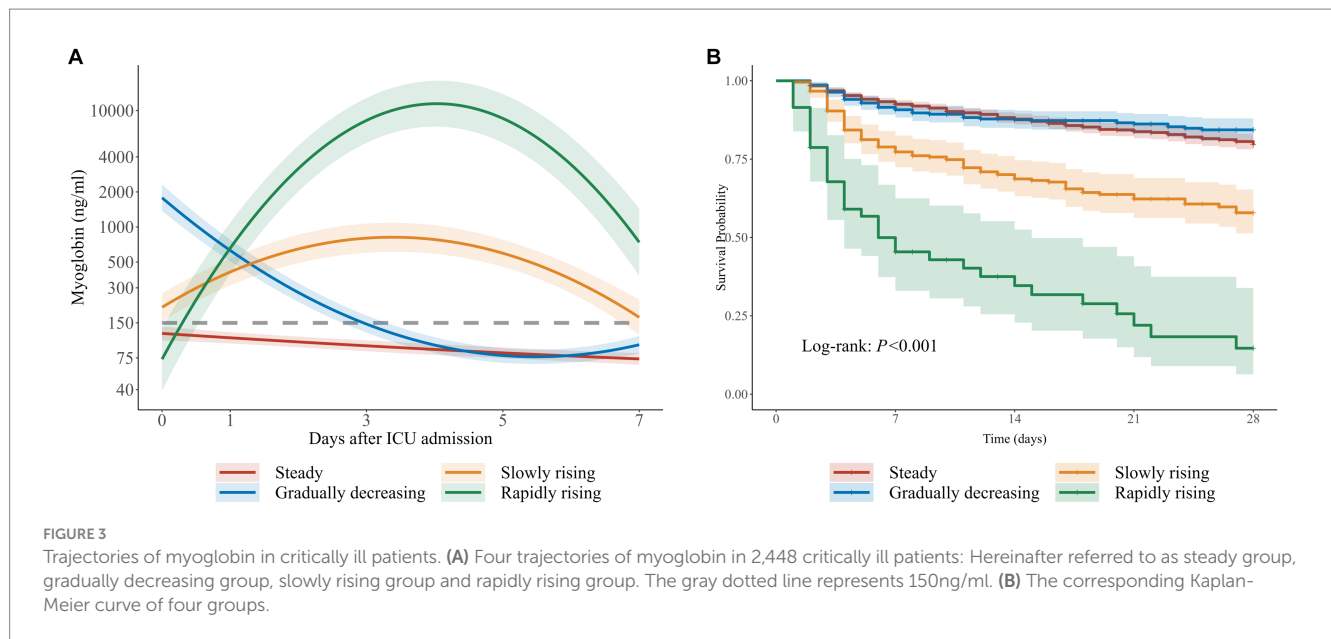 A
Myoglobin (ng/ml)
10000
4000
2000
1000
500
300
150
75
40
0 1 3 5 7
Days after ICU admission
Steady Slowly rising
Gradually decreasing Rapidly rising
B
Survival Probability
1.00
0.75
0.50
0.25
0.00
Log-rank: P<0.001
0 7 14 21 28
Time (days)
Steady Slowly rising
Gradually decreasing Rapidly rising
FIGURE 3
Trajectories of myoglobin in critically ill patients. (A) Four trajectories of myoglobin in 2,448 critically ill patients: Hereinafter referred to as steady group,
gradually decreasing group, slowly rising group and rapidly rising group. The gray dotted line represents 150ng/ml. (B) The corresponding Kaplan-
Meier curve of four groups.